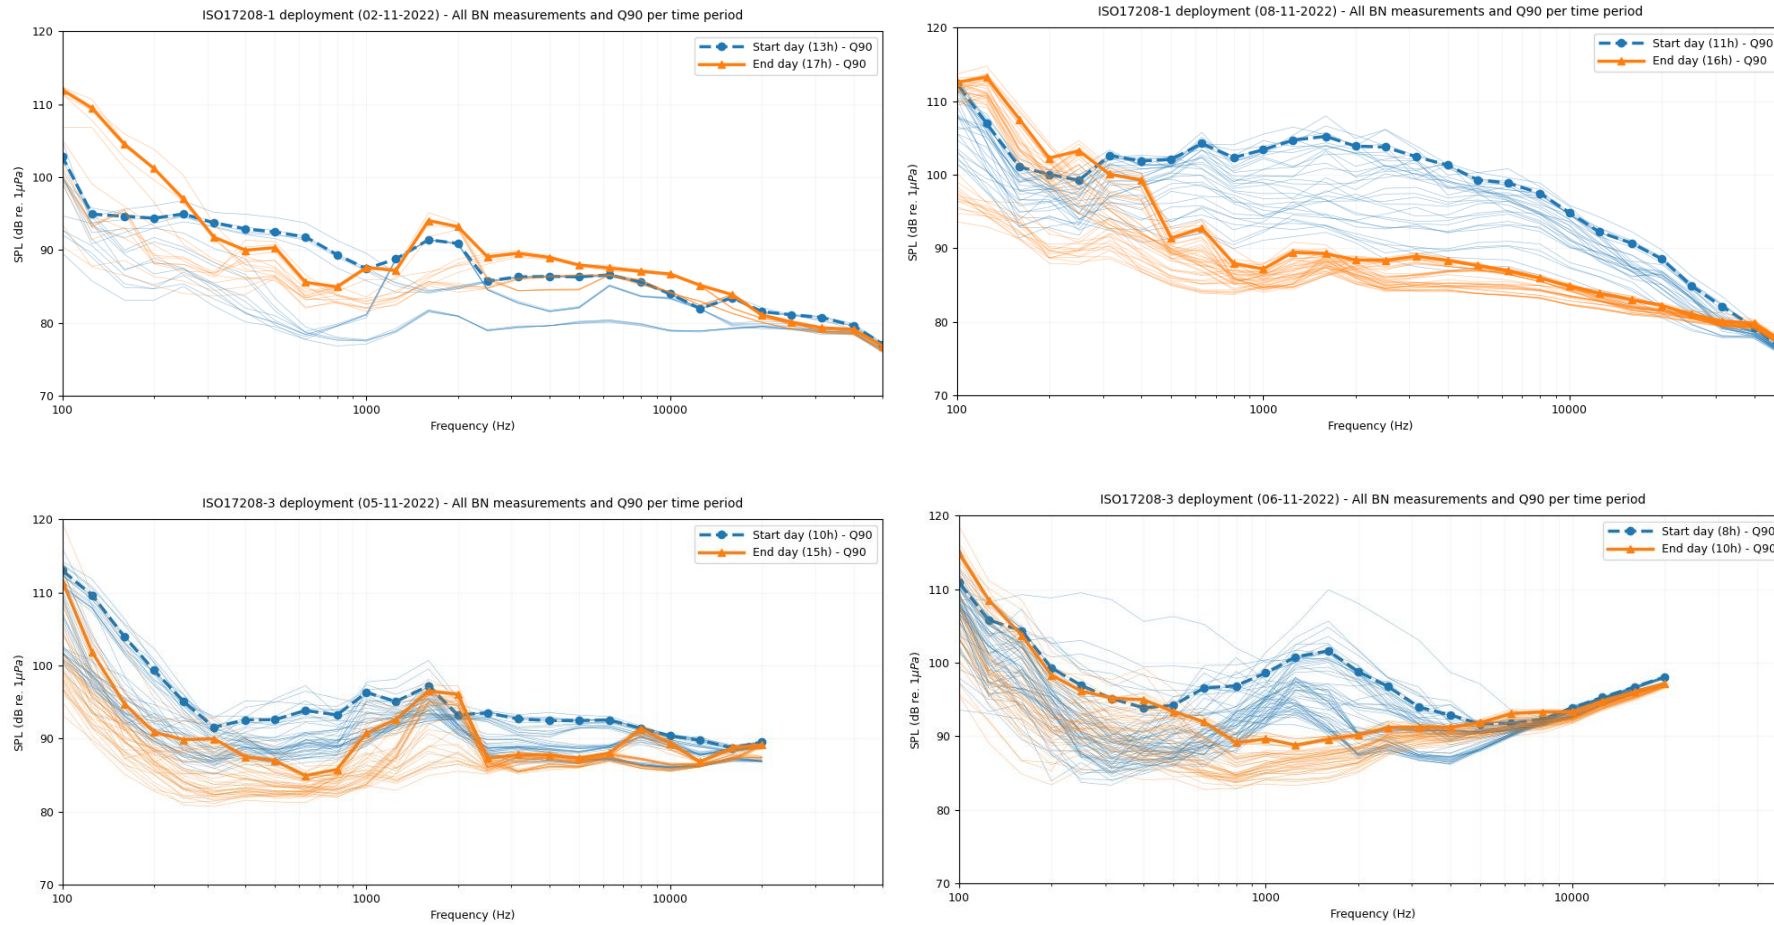 ISO17208-1 deployment (02-11-2022) - All BN measurements and Q90 per time period
120
110
100
90
80
70
SPL (dB re. 1μPa)
Start day (13h) - Q90
End day (17h) - Q90
100
1000
10000
Frequency (Hz)
ISO17208-1 deployment (08-11-2022) - All BN measurements and Q90 per time period
120
110
100
90
80
70
SPL (dB re. 1μPa)
Start day (11h) - Q90
End day (16h) - Q90
100
1000
10000
Frequency (Hz)
ISO17208-3 deployment (05-11-2022) - All BN measurements and Q90 per time period
120
110
100
90
80
70
SPL (dB re. 1μPa)
Start day (10h) - Q90
End day (15h) - Q90
100
1000
10000
Frequency (Hz)
ISO17208-3 deployment (06-11-2022) - All BN measurements and Q90 per time period
120
110
100
90
80
70
SPL (dB re. 1μPa)
Start day (8h) - Q90
End day (10h) - Q90
100
1000
10000
Frequency (Hz)